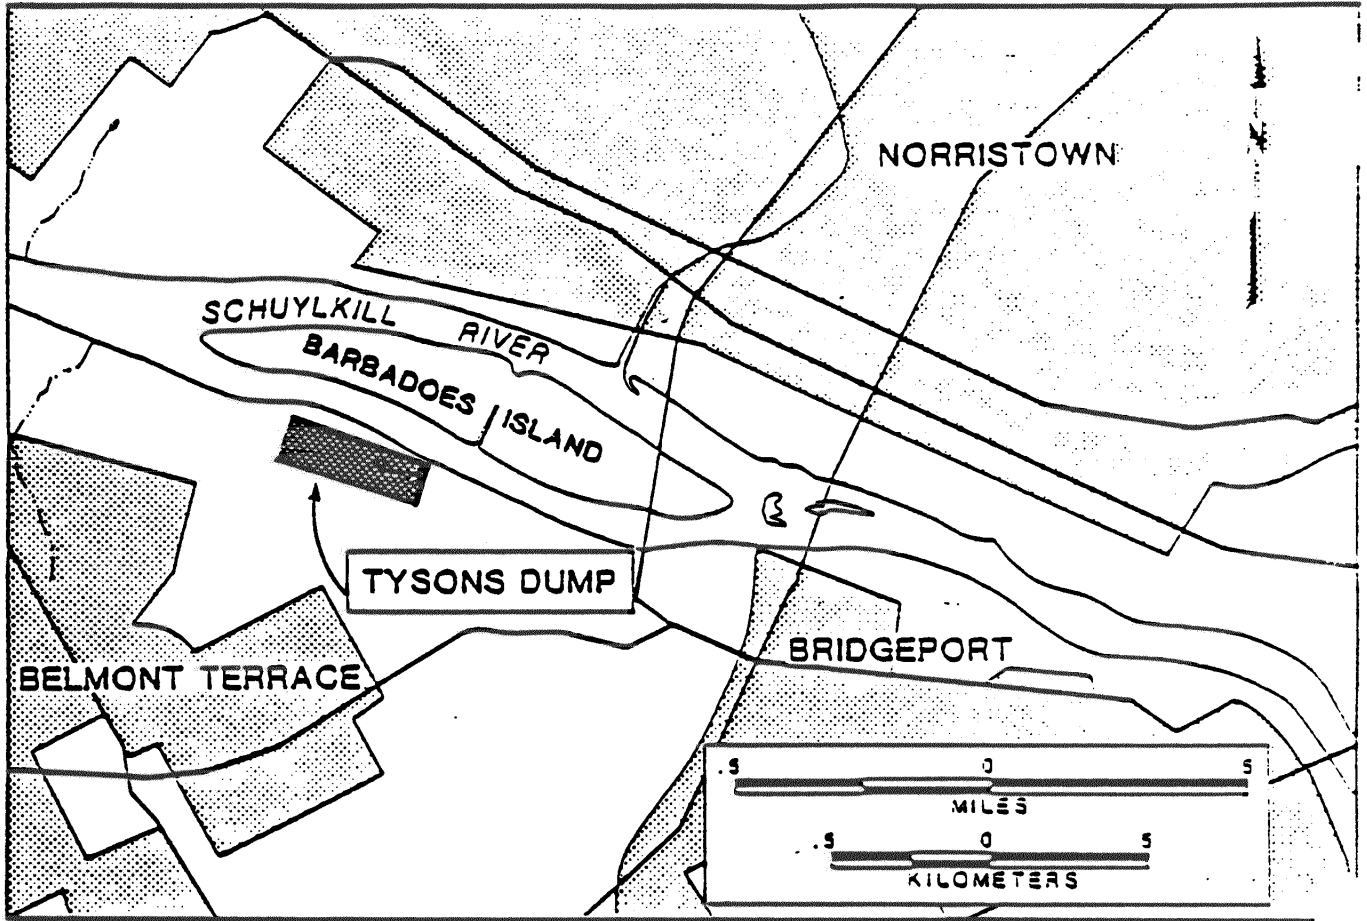 NORRISTOWN
SCHUYLKILL RIVER
BARBADOES ISLAND
TYSONS DUMP
BRIDGEPORT
BELMONT TERRACE
.5 0 5
MILES
.5 0 5
KILOMETERS